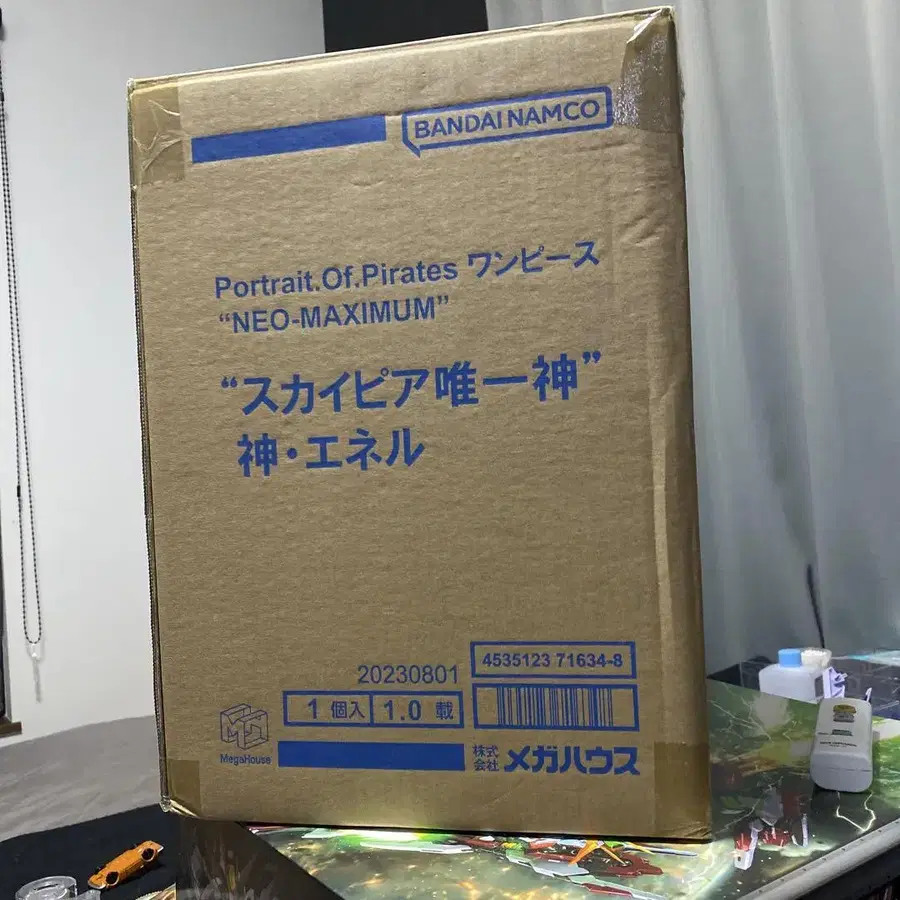 BANDAI NAMCO
Portrait.Of.Pirates ワンピース
“NEO-MAXIMUM”
“スカイピア唯一神”
神・エネル
20230801
4535123 71634-8
1 個入 1.0 載
MegaHouse
株式会社 メガハウス